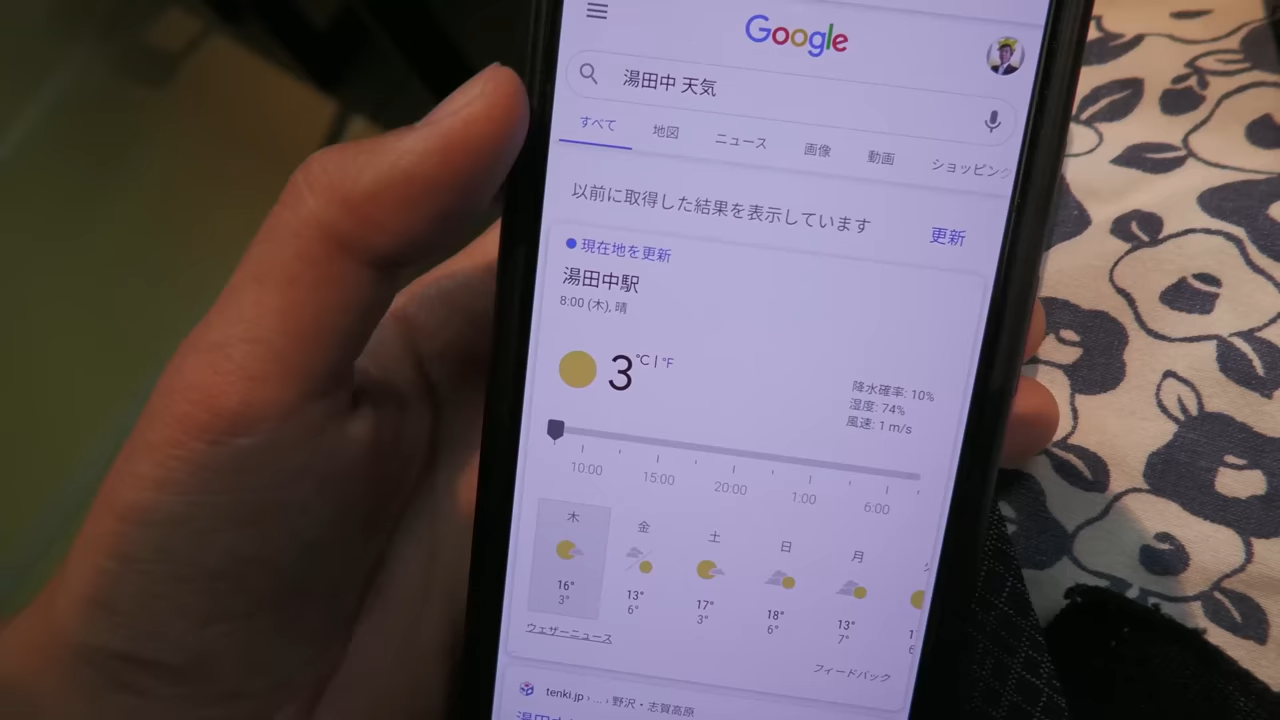 Google
湯田中 天気
すべて 地図 ニュース 画像 動画 ショッピング
以前に取得した結果を表示しています 更新
現在地を更新
湯田中駅
8:00 (木), 晴
3 °C | °F
降水確率: 10%
湿度: 74%
風速: 1 m/s
10:00 15:00 20:00 1:00 6:00
木 金 土 日 月
16° 13° 17° 18° 13°
3° 6° 3° 6° 7°
ウェザーニュース
フィードバック
tenki.jp › ... › 野沢・志賀高原
湯田中